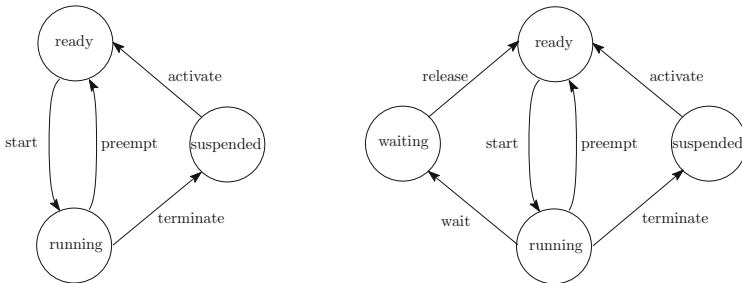 ready
activate
start
preempt
suspended
terminate
running
ready
release
activate
waiting
start
preempt
suspended
wait
terminate
running